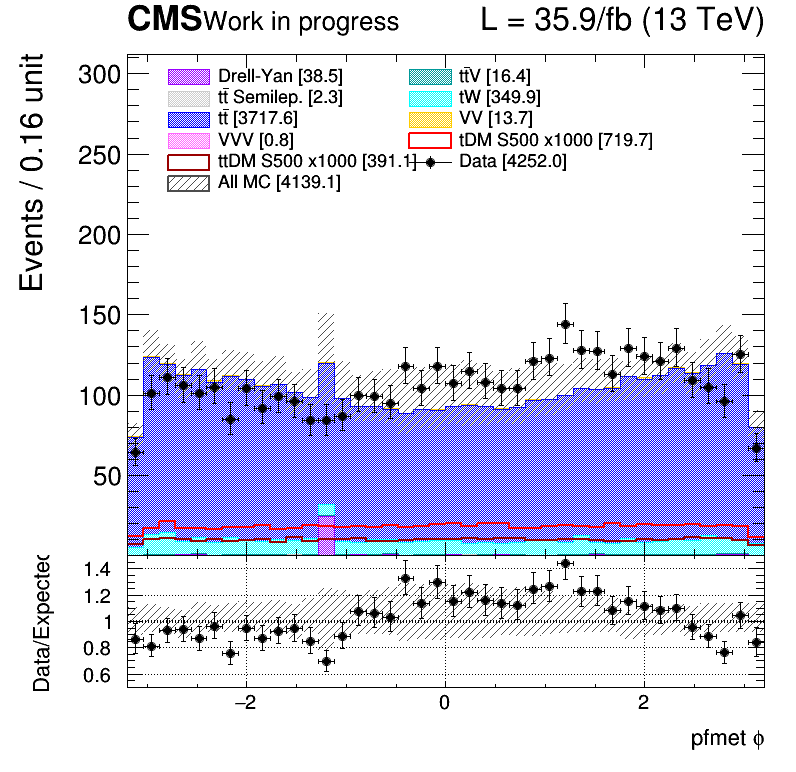 CMS Work in progress L = 35.9/fb (13 TeV)
Drell-Yan [38.5] tt̄V [16.4]
tt̄ Semilep. [2.3] tW [349.9]
tt̄ [3717.6] VV [13.7]
VVV [0.8] tDM S500 x1000 [719.7]
ttDM S500 x1000 [391.1] Data [4252.0]
All MC [4139.1]
Events / 0.16 unit
300
250
200
150
100
50
Data/Expected
1.4
1.2
1
0.8
0.6
−2 0 2
pfmet ϕ